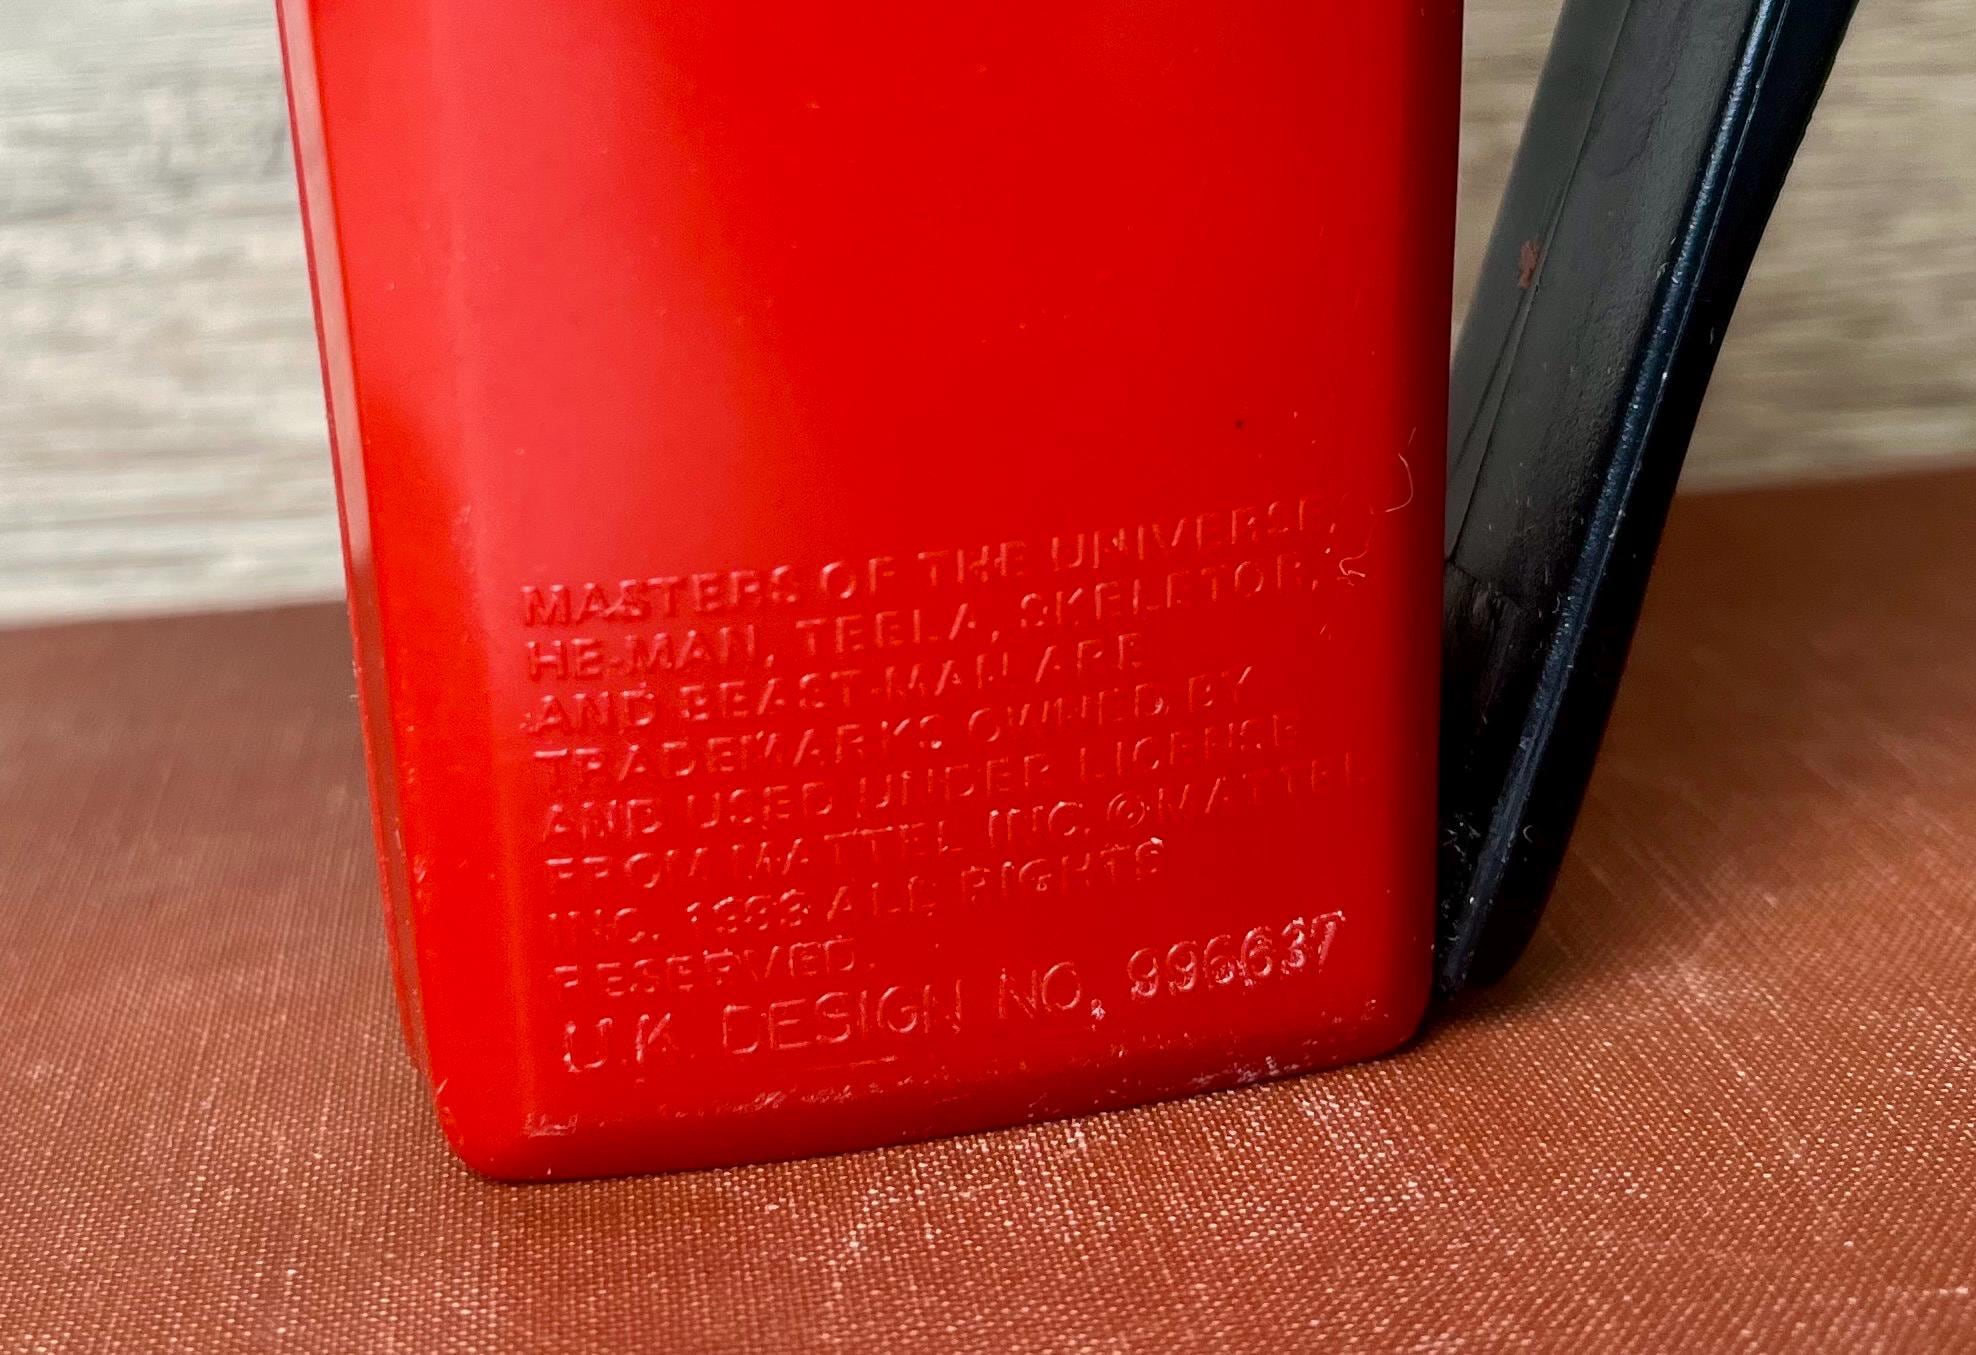 MASTERS OF THE UNIVERSE,
HE-MAN, TEELA, SKELETOR,
AND BEAST-MAN ARE
TRADEMARKS OWNED BY
AND USED UNDER LICENSE
FROM MATTEL INC. ©MATTEL
INC. 1983 ALL RIGHTS
RESERVED.
U.K. DESIGN NO. 996637